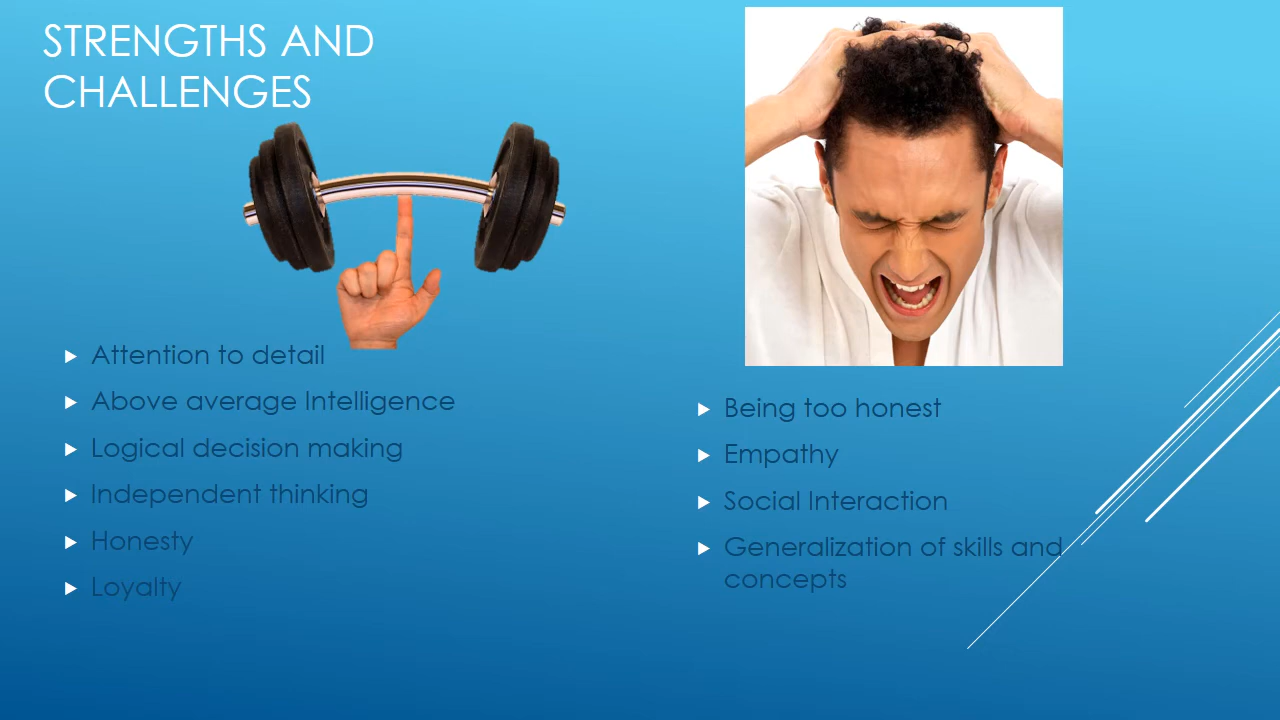 STRENGTHS AND
CHALLENGES
Attention to detail
Above average Intelligence
Logical decision making
Independent thinking
Honesty
Loyalty
Being too honest
Empathy
Social Interaction
Generalization of skills and
concepts